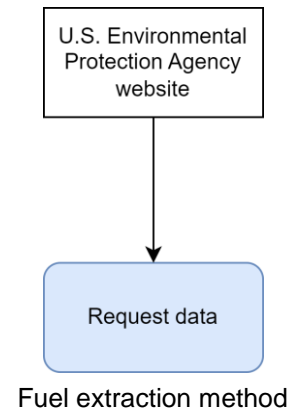 U.S. Environmental
Protection Agency
website
Request data
Fuel extraction method